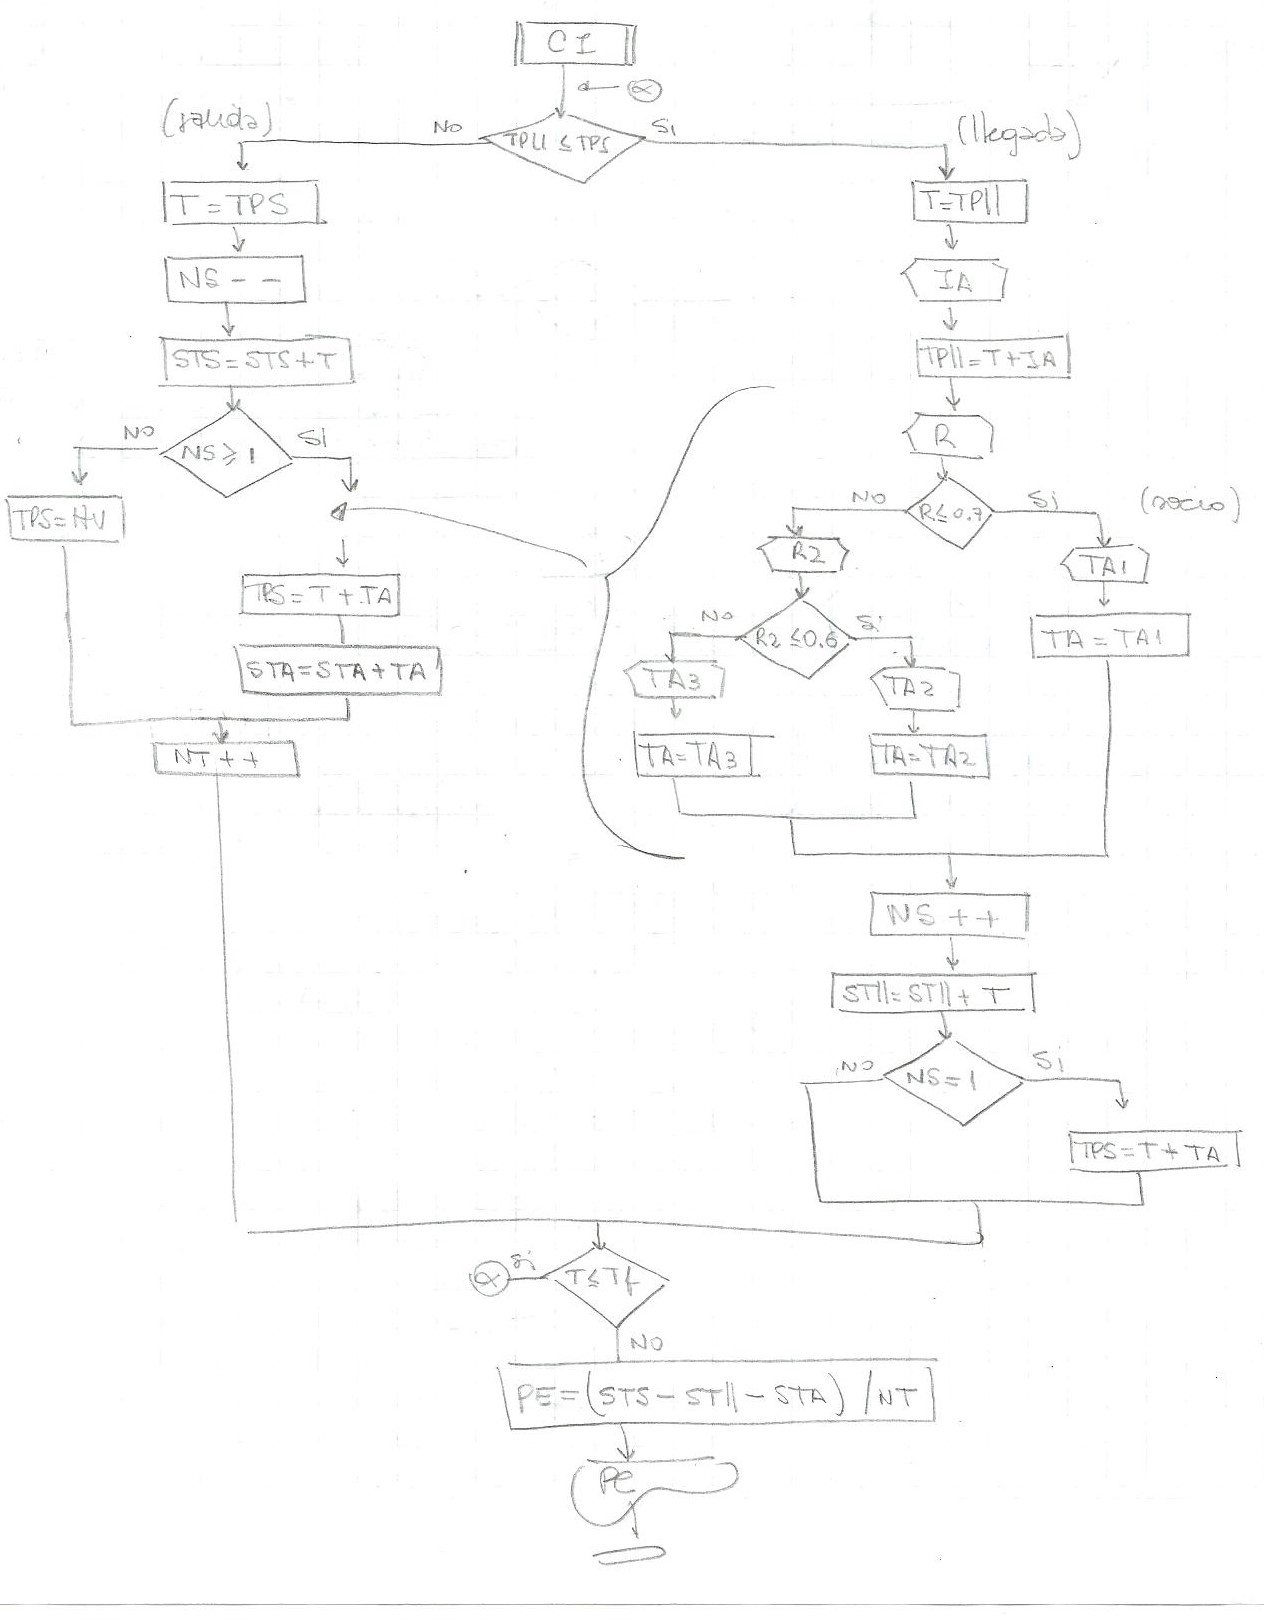 CI
α
(salida)
NO
TPLL ≤ TPS
Si
(llegada)
T = TPS
T=TPLL
NS - -
IA
STS=STS+T
TPLL=T+IA
NO
NS ≥ 1
Si
R
TPS=HV
NO
R≤0.7
Si
(socio)
R2
TA1
TPS=T+TA
NO
R2 ≤0.6
Si
TA = TA1
STA=STA+TA
TA3
TA2
NT++
TA=TA3
TA=TA2
NS ++
STLL=STLL+ T
NO
NS=1
Si
TPS=T+TA
α
Si
T≤Tf
NO
PE=(STS-STLL-STA) /NT
PE